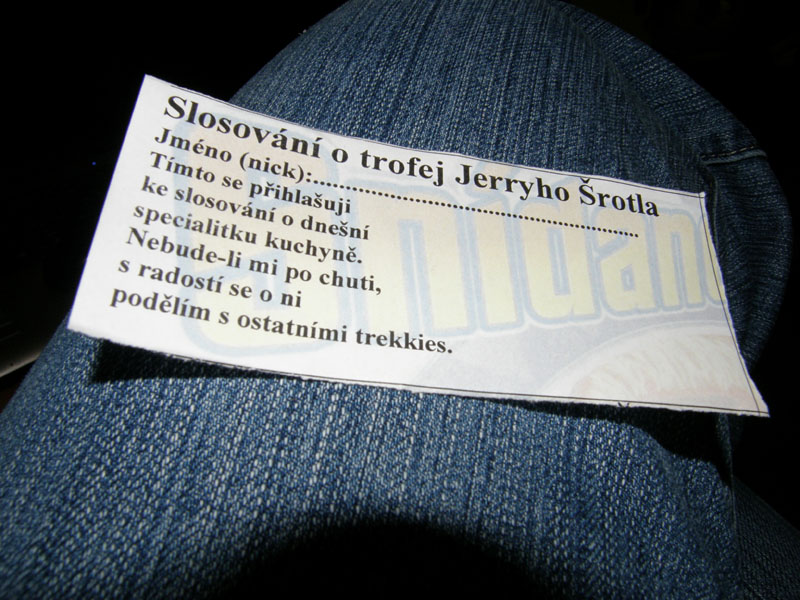 Slosování o trofej Jerryho Šrotla
Jméno (nick):..........................................................
Tímto se přihlašuji
ke slosování o dnešní
specialitku kuchyně.
Nebude-li mi po chuti,
s radostí se o ni
podělím s ostatními trekkies.